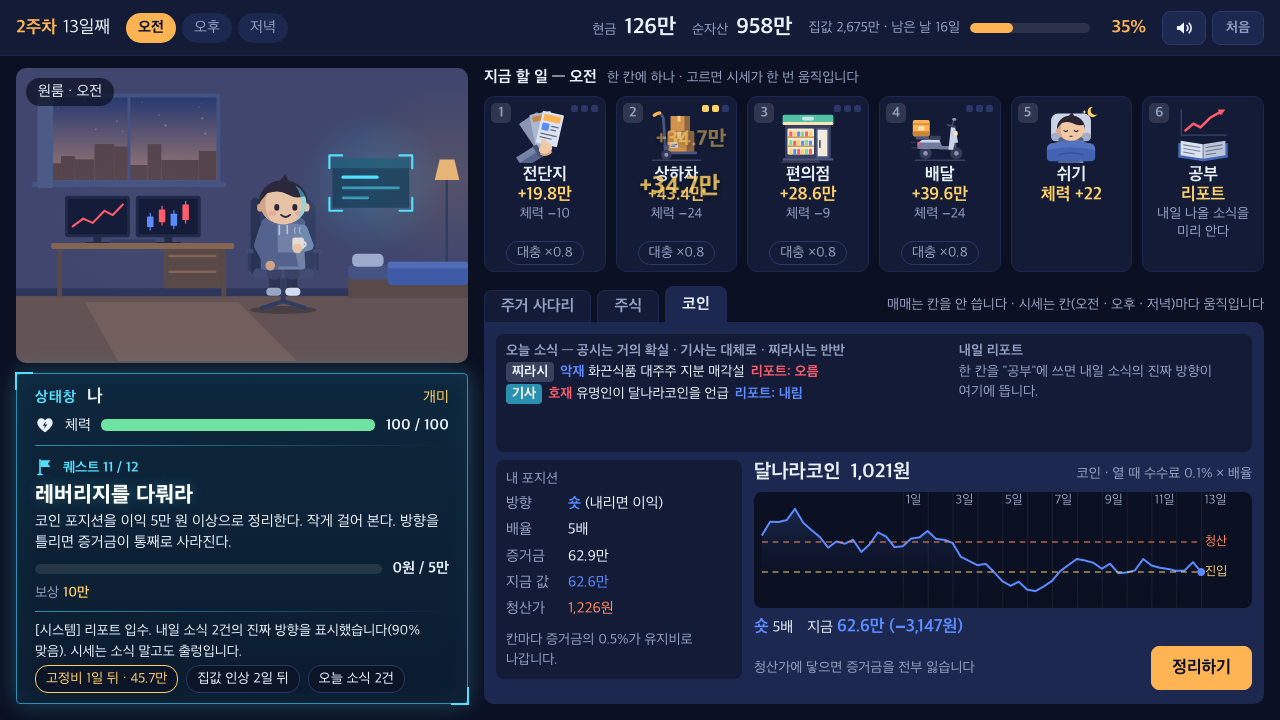 2주차 13일째 오전 오후 저녁
현금 126만 순자산 958만 집값 2,675만 · 남은 날 16일 35% 처음
원룸 · 오전
상태창 나 개미
체력 100 / 100
퀘스트 11 / 12
레버리지를 다뤄라
코인 포지션을 이익 5만 원 이상으로 정리한다. 작게 걸어 본다. 방향을
틀리면 증거금이 통째로 사라진다.
0원 / 5만
보상 10만
[시스템] 리포트 입수. 내일 소식 2건의 진짜 방향을 표시했습니다(90%
맞음). 시세는 소식 말고도 출렁입니다.
고정비 1일 뒤 · 45.7만 집값 인상 2일 뒤 오늘 소식 2건
지금 할 일 — 오전 한 칸에 하나 · 고르면 시세가 한 번 움직입니다
1
전단지
+19.8만
체력 −10
대충 ×0.8
2
상하차
+34.7만
+43.4만
체력 −24
대충 ×0.8
3
편의점
+28.6만
체력 −9
대충 ×0.8
4
배달
+39.6만
체력 −24
대충 ×0.8
5
쉬기
체력 +22
6
공부
리포트
내일 나올 소식을
미리 안다
주거 사다리 주식 코인
매매는 칸을 안 씁니다 · 시세는 칸(오전 · 오후 · 저녁)마다 움직입니다
오늘 소식 — 공시는 거의 확실 · 기사는 대체로 · 찌라시는 반반
찌라시 악재 화끈식품 대주주 지분 매각설 리포트: 오름
기사 호재 유명인이 달나라코인을 언급 리포트: 내림
내일 리포트
한 칸을 "공부"에 쓰면 내일 소식의 진짜 방향이
여기에 뜹니다.
내 포지션
방향 숏 (내리면 이익)
배율 5배
증거금 62.9만
지금 값 62.6만
청산가 1,226원
칸마다 증거금의 0.5%가 유지비로
나갑니다.
달나라코인 1,021원 코인 · 열 때 수수료 0.1% × 배율
1일 3일 5일 7일 9일 11일 13일
청산
진입
숏 5배 지금 62.6만 (−3,147원)
청산가에 닿으면 증거금을 전부 잃습니다
정리하기